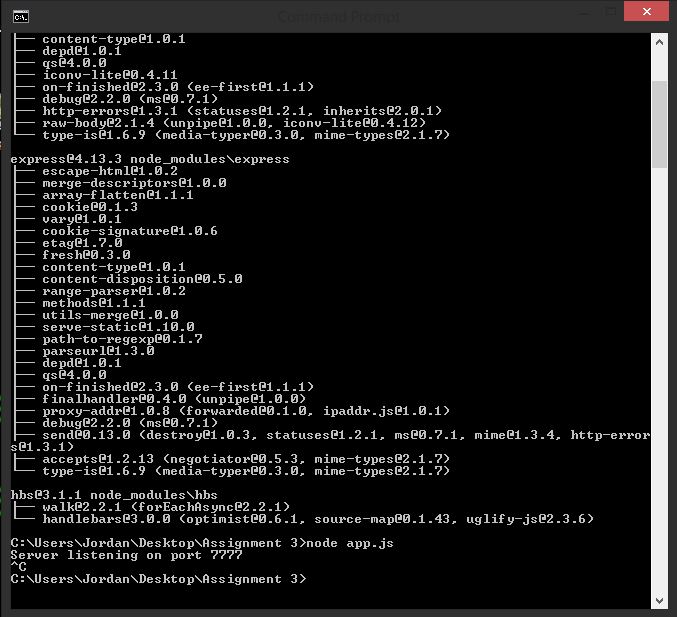 Command Prompt
├── content-type@1.0.1
├── depd@1.0.1
├── qs@4.0.0
├── iconv-lite@0.4.11
├── on-finished@2.3.0 (ee-first@1.1.1)
├── debug@2.2.0 (ms@0.7.1)
├── http-errors@1.3.1 (statuses@1.2.1, inherits@2.0.1)
├── raw-body@2.1.4 (unpipe@1.0.0, iconv-lite@0.4.12)
└── type-is@1.6.9 (media-typer@0.3.0, mime-types@2.1.7)
express@4.13.3 node_modules\express
├── escape-html@1.0.2
├── merge-descriptors@1.0.0
├── array-flatten@1.1.1
├── cookie@0.1.3
├── vary@1.0.1
├── cookie-signature@1.0.6
├── etag@1.7.0
├── fresh@0.3.0
├── content-type@1.0.1
├── content-disposition@0.5.0
├── range-parser@1.0.2
├── methods@1.1.1
├── utils-merge@1.0.0
├── serve-static@1.10.0
├── path-to-regexp@0.1.7
├── parseurl@1.3.0
├── depd@1.0.1
├── qs@4.0.0
├── on-finished@2.3.0 (ee-first@1.1.1)
├── finalhandler@0.4.0 (unpipe@1.0.0)
├── proxy-addr@1.0.8 (forwarded@0.1.0, ipaddr.js@1.0.1)
├── debug@2.2.0 (ms@0.7.1)
├── send@0.13.0 (destroy@1.0.3, statuses@1.2.1, ms@0.7.1, mime@1.3.4, http-error
s@1.3.1)
├── accepts@1.2.13 (negotiator@0.5.3, mime-types@2.1.7)
└── type-is@1.6.9 (media-typer@0.3.0, mime-types@2.1.7)
hbs@3.1.1 node_modules\hbs
├── walk@2.2.1 (forEachAsync@2.2.1)
└── handlebars@3.0.0 (optimist@0.6.1, source-map@0.1.43, uglify-js@2.3.6)
C:\Users\Jordan\Desktop\Assignment 3>node app.js
Server listening on port 7777
^C
C:\Users\Jordan\Desktop\Assignment 3>